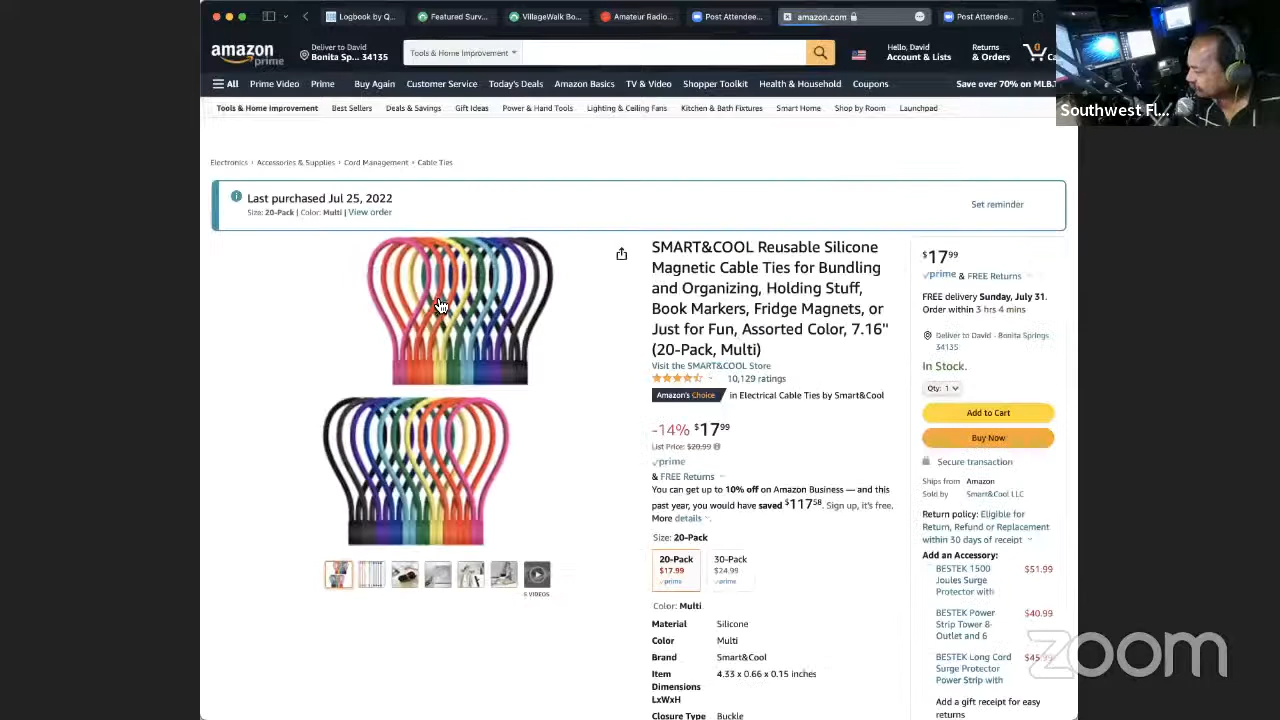 Logbook by Q...
Featured Surv...
VillageWalk Bo...
Amateur Radio...
Post Attendee...
amazon.com
Post Attendee...
amazon
prime
Deliver to David
Bonita Sp... 34135
Tools & Home Improvement
Hello, David
Account & Lists
Returns
& Orders
0
Ca
All
Prime Video
Prime
Buy Again
Customer Service
Today's Deals
Amazon Basics
TV & Video
Shopper Toolkit
Health & Household
Coupons
Save over 70% on MLB.T
Tools & Home Improvement
Best Sellers
Deals & Savings
Gift Ideas
Power & Hand Tools
Lighting & Ceiling Fans
Kitchen & Bath Fixtures
Smart Home
Shop by Room
Launchpad
Southwest Fl...
Electronics › Accessories & Supplies › Cord Management › Cable Ties
Last purchased Jul 25, 2022
Size: 20-Pack | Color: Multi | View order
Set reminder
SMART&COOL Reusable Silicone
Magnetic Cable Ties for Bundling
and Organizing, Holding Stuff,
Book Markers, Fridge Magnets, or
Just for Fun, Assorted Color, 7.16"
(20-Pack, Multi)
Visit the SMART&COOL Store
10,129 ratings
Amazon's Choice in Electrical Cable Ties by Smart&Cool
-14% $17.99
List Price: $20.99
prime
& FREE Returns
You can get up to 10% off on Amazon Business — and this
past year, you would have saved $117.58. Sign up, it's free.
More details
Size: 20-Pack
20-Pack
$17.99
prime
30-Pack
$24.99
prime
Color: Multi
Material Silicone
Color Multi
Brand Smart&Cool
Item
Dimensions
LxWxH
4.33 x 0.66 x 0.15 inches
Closure Type Buckle
6 VIDEOS
$17.99
prime & FREE Returns
FREE delivery Sunday, July 31.
Order within 3 hrs 4 mins
Deliver to David - Bonita Springs
34135
In Stock.
Qty: 1
Add to Cart
Buy Now
Secure transaction
Ships from Amazon
Sold by Smart&Cool LLC
Return policy: Eligible for
Return, Refund or Replacement
within 30 days of receipt
Add an Accessory:
BESTEK 1500
Joules Surge
Protector with
$51.99
BESTEK Power
Strip Tower 8-
Outlet and 6
$40.99
BESTEK Long Cord
Surge Protector
Power Strip with
Add a gift receipt for easy
returns
zoom